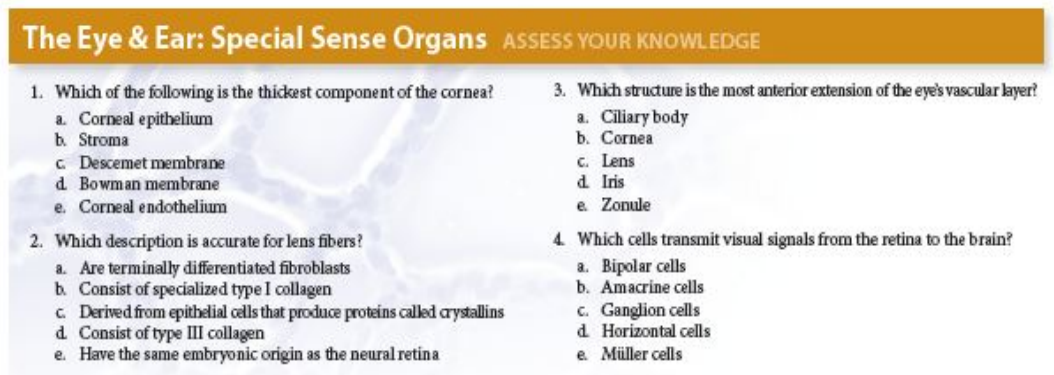 The Eye & Ear: Special Sense Organs ASSESS YOUR KNOWLEDGE
1. Which of the following is the thickest component of the cornea?
a. Corneal epithelium
b. Stroma
c. Descemet membrane
d. Bowman membrane
e. Corneal endothelium
2. Which description is accurate for lens fibers?
a. Are terminally differentiated fibroblasts
b. Consist of specialized type I collagen
c. Derived from epithelial cells that produce proteins called crystallins
d. Consist of type III collagen
e. Have the same embryonic origin as the neural retina
3. Which structure is the most anterior extension of the eye's vascular layer?
a. Ciliary body
b. Cornea
c. Lens
d. Iris
e. Zonule
4. Which cells transmit visual signals from the retina to the brain?
a. Bipolar cells
b. Amacrine cells
c. Ganglion cells
d. Horizontal cells
e. Müller cells